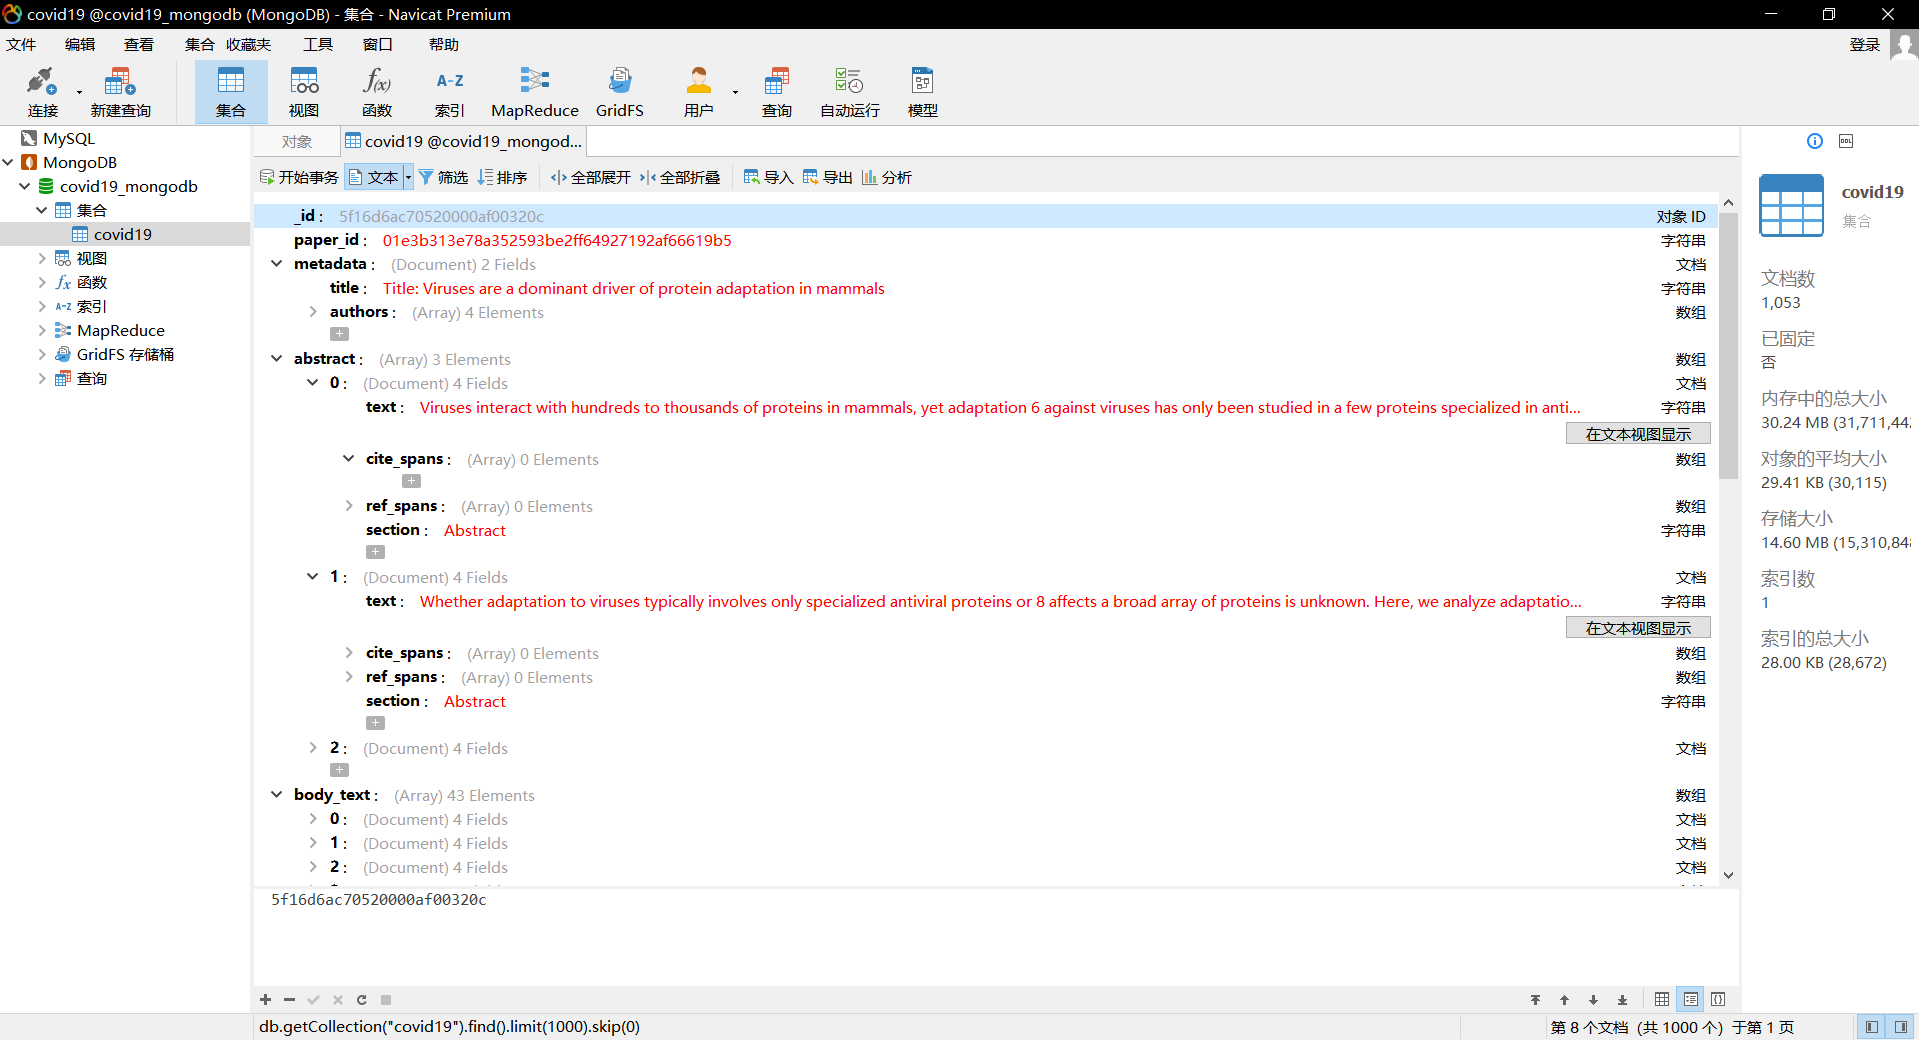 covid19 @covid19_mongodb (MongoDB) - 集合 - Navicat Premium
文件 编辑 查看 集合 收藏夹 工具 窗口 帮助 登录
连接 新建查询 集合 视图 函数 索引 MapReduce GridFS 用户 查询 自动运行 模型
MySQL
MongoDB
covid19_mongodb
集合
covid19
视图
函数
索引
MapReduce
GridFS 存储桶
查询
对象 covid19 @covid19_mongod...
开始事务 文本 筛选 排序 全部展开 全部折叠 导入 导出 分析
_id : 5f16d6ac70520000af00320c 对象 ID
paper_id : 01e3b313e78a352593be2ff64927192af66619b5 字符串
metadata : (Document) 2 Fields 文档
title : Title: Viruses are a dominant driver of protein adaptation in mammals 字符串
authors : (Array) 4 Elements 数组
abstract : (Array) 3 Elements 数组
0 : (Document) 4 Fields 文档
text : Viruses interact with hundreds to thousands of proteins in mammals, yet adaptation 6 against viruses has only been studied in a few proteins specialized in anti... 字符串
在文本视图显示
cite_spans : (Array) 0 Elements 数组
ref_spans : (Array) 0 Elements 数组
section : Abstract 字符串
1 : (Document) 4 Fields 文档
text : Whether adaptation to viruses typically involves only specialized antiviral proteins or 8 affects a broad array of proteins is unknown. Here, we analyze adaptatio... 字符串
在文本视图显示
cite_spans : (Array) 0 Elements 数组
ref_spans : (Array) 0 Elements 数组
section : Abstract 字符串
2 : (Document) 4 Fields 文档
body_text : (Array) 43 Elements 数组
0 : (Document) 4 Fields 文档
1 : (Document) 4 Fields 文档
2 : (Document) 4 Fields 文档
5f16d6ac70520000af00320c
db.getCollection("covid19").find().limit(1000).skip(0)
第 8 个文档 (共 1000 个) 于第 1 页
DDL
covid19
集合
文档数
1,053
已固定
否
内存中的总大小
30.24 MB (31,711,44
对象的平均大小
29.41 KB (30,115)
存储大小
14.60 MB (15,310,848
索引数
1
索引的总大小
28.00 KB (28,672)